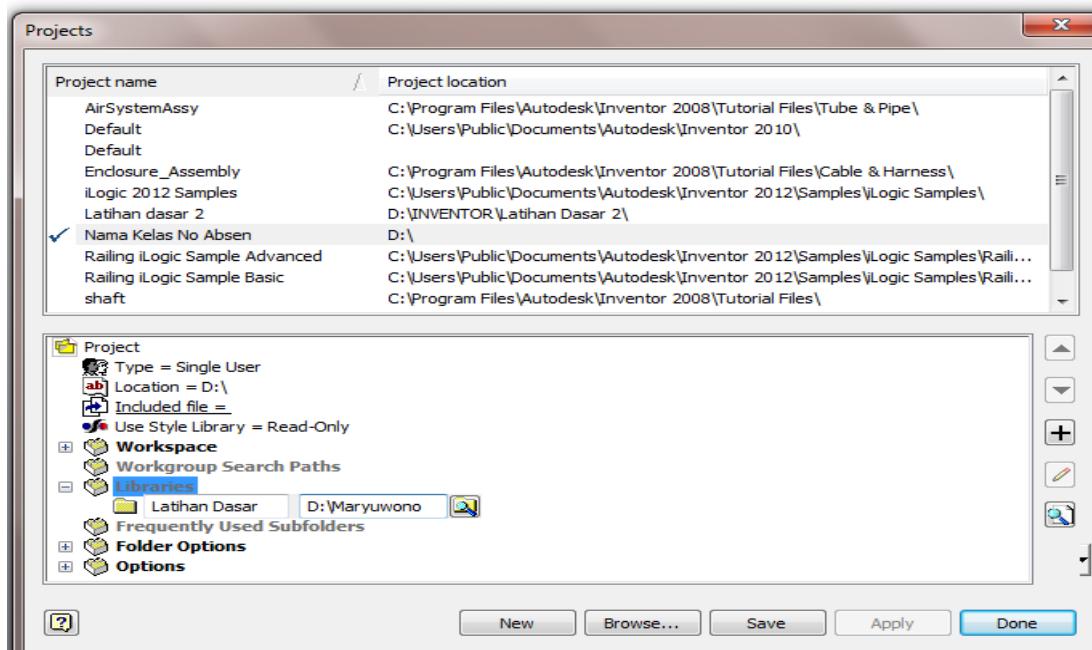 Projects
Project name / Project location
AirSystemAssy C:\Program Files\Autodesk\Inventor 2008\Tutorial Files\Tube & Pipe\
Default C:\Users\Public\Documents\Autodesk\Inventor 2010\
Default
Enclosure_Assembly C:\Program Files\Autodesk\Inventor 2008\Tutorial Files\Cable & Harness\
iLogic 2012 Samples C:\Users\Public\Documents\Autodesk\Inventor 2012\Samples\iLogic Samples\
Latihan dasar 2 D:\INVENTOR\Latihan Dasar 2\
Nama Kelas No Absen D:\
Railing iLogic Sample Advanced C:\Users\Public\Documents\Autodesk\Inventor 2012\Samples\iLogic Samples\Raili...
Railing iLogic Sample Basic C:\Users\Public\Documents\Autodesk\Inventor 2012\Samples\iLogic Samples\Raili...
shaft C:\Program Files\Autodesk\Inventor 2008\Tutorial Files\
Project
Type = Single User
Location = D:\
Included file =
Use Style Library = Read-Only
Workspace
Workgroup Search Paths
Libraries
Latihan Dasar D:\Maryuwono
Frequently Used Subfolders
Folder Options
Options
New Browse... Save Apply Done